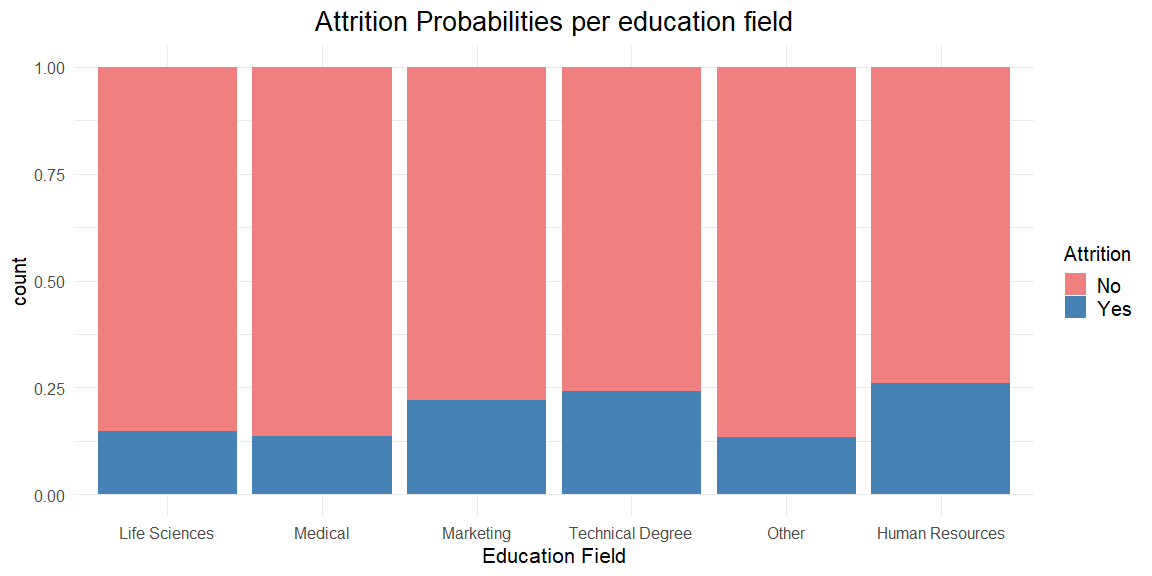 Attrition Probabilities per education field
1.00
0.75
0.50
0.25
0.00
count
Life Sciences
Medical
Marketing
Technical Degree
Other
Human Resources
Education Field
Attrition
No
Yes